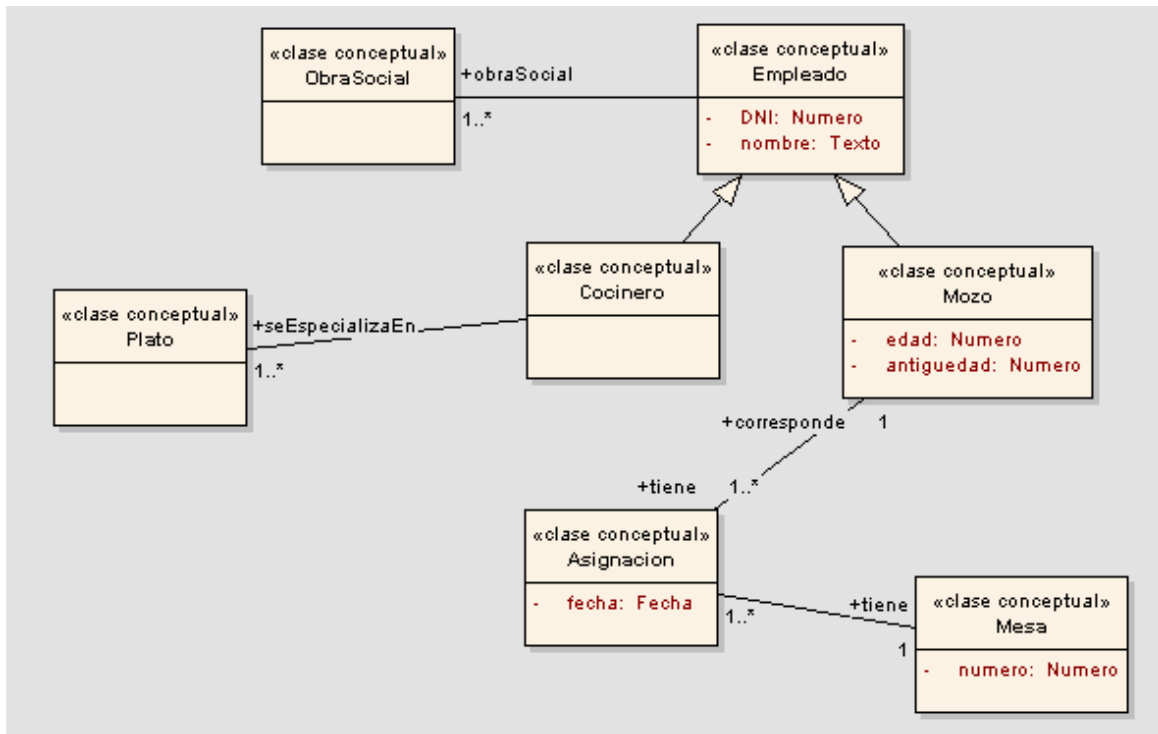 «clase conceptual»
ObraSocial
+obraSocial
1..*
«clase conceptual»
Empleado
- DNI: Numero
- nombre: Texto
«clase conceptual»
Plato
+seEspecializaEn
1..*
«clase conceptual»
Cocinero
«clase conceptual»
Mozo
- edad: Numero
- antiguedad: Numero
+corresponde 1
+tiene 1..*
«clase conceptual»
Asignacion
- fecha: Fecha
1..*
+tiene
1
«clase conceptual»
Mesa
- numero: Numero